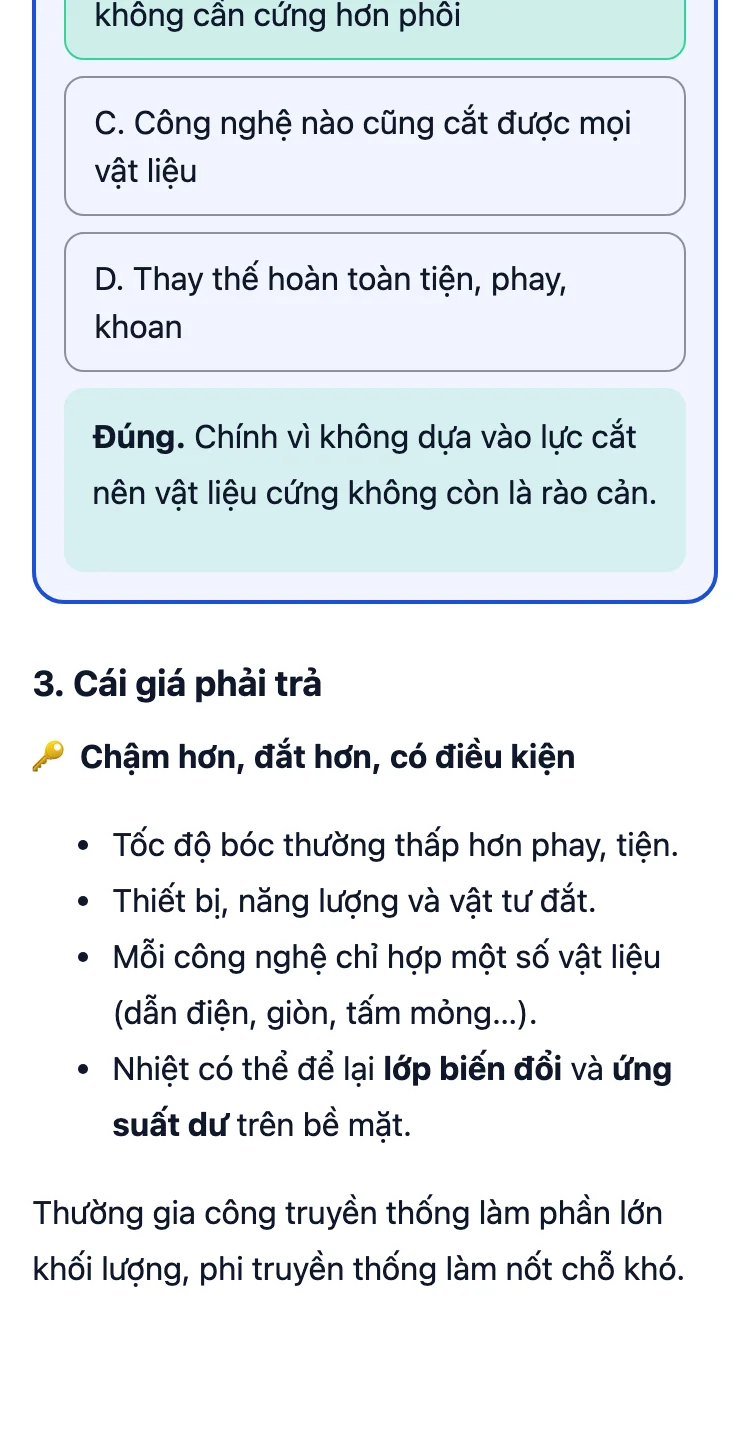 không cần cứng hơn phôi
C. Công nghệ nào cũng cắt được mọi
vật liệu
D. Thay thế hoàn toàn tiện, phay,
khoan
Đúng. Chính vì không dựa vào lực cắt
nên vật liệu cứng không còn là rào cản.
3. Cái giá phải trả
🔑 Chậm hơn, đắt hơn, có điều kiện
• Tốc độ bóc thường thấp hơn phay, tiện.
• Thiết bị, năng lượng và vật tư đắt.
• Mỗi công nghệ chỉ hợp một số vật liệu
(dẫn điện, giòn, tấm mỏng...).
• Nhiệt có thể để lại lớp biến đổi và ứng
suất dư trên bề mặt.
Thường gia công truyền thống làm phần lớn
khối lượng, phi truyền thống làm nốt chỗ khó.